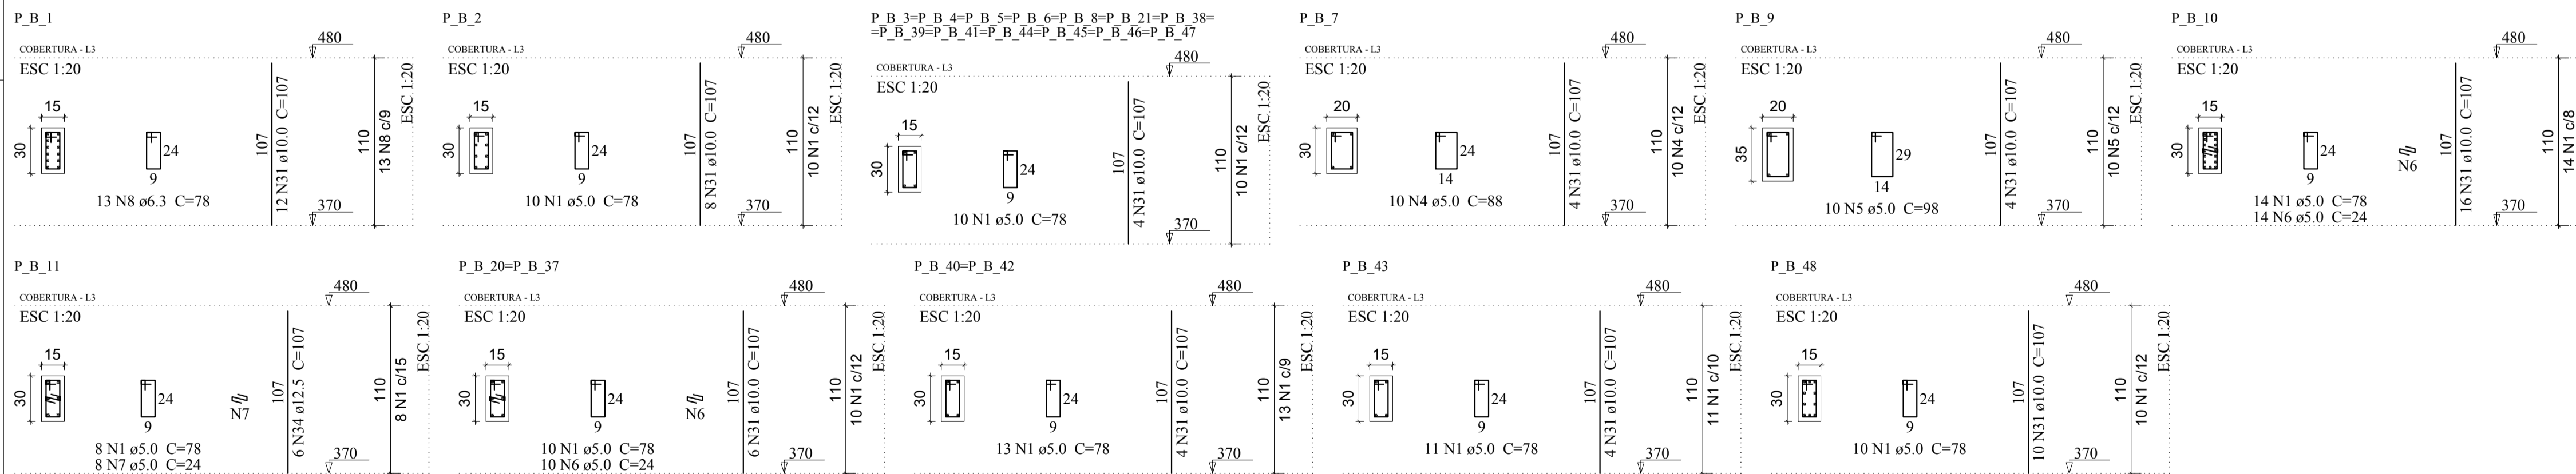 P_B_1
COBERTURA - L3
480
ESC 1:20
15
30
24
9
13 N8 ø6.3  C=78
107
12 N31 ø10.0  C=107
370
110
13 N8 c/9
ESC 1:20
P_B_2
COBERTURA - L3
480
ESC 1:20
15
30
24
9
10 N1 ø5.0  C=78
107
8 N31 ø10.0  C=107
370
110
10 N1 c/12
ESC 1:20
P_B_3=P_B_4=P_B_5=P_B_6=P_B_8=P_B_21=P_B_38=
=P_B_39=P_B_41=P_B_44=P_B_45=P_B_46=P_B_47
COBERTURA - L3
480
ESC 1:20
15
30
24
9
10 N1 ø5.0  C=78
107
4 N31 ø10.0  C=107
370
110
10 N1 c/12
ESC 1:20
P_B_7
COBERTURA - L3
480
ESC 1:20
20
30
24
14
10 N4 ø5.0  C=88
107
4 N31 ø10.0  C=107
370
110
10 N4 c/12
ESC 1:20
P_B_9
COBERTURA - L3
480
ESC 1:20
20
35
29
14
10 N5 ø5.0  C=98
107
4 N31 ø10.0  C=107
370
110
10 N5 c/12
ESC 1:20
P_B_10
COBERTURA - L3
480
ESC 1:20
15
30
24
9
N6
14 N1 ø5.0  C=78
14 N6 ø5.0  C=24
107
16 N31 ø10.0  C=107
370
110
14 N1 c/8
P_B_11
COBERTURA - L3
480
ESC 1:20
15
30
24
9
N7
8 N1 ø5.0  C=78
8 N7 ø5.0  C=24
107
6 N34 ø12.5  C=107
370
110
8 N1 c/15
ESC 1:20
P_B_20=P_B_37
COBERTURA - L3
480
ESC 1:20
15
30
24
9
N6
10 N1 ø5.0  C=78
10 N6 ø5.0  C=24
107
6 N31 ø10.0  C=107
370
110
10 N1 c/12
ESC 1:20
P_B_40=P_B_42
COBERTURA - L3
480
ESC 1:20
15
30
24
9
13 N1 ø5.0  C=78
107
4 N31 ø10.0  C=107
370
110
13 N1 c/9
ESC 1:20
P_B_43
COBERTURA - L3
480
ESC 1:20
15
30
24
9
11 N1 ø5.0  C=78
107
4 N31 ø10.0  C=107
370
110
11 N1 c/10
ESC 1:20
P_B_48
COBERTURA - L3
480
ESC 1:20
15
30
24
9
10 N1 ø5.0  C=78
107
10 N31 ø10.0  C=107
370
110
10 N1 c/12
ESC 1:20